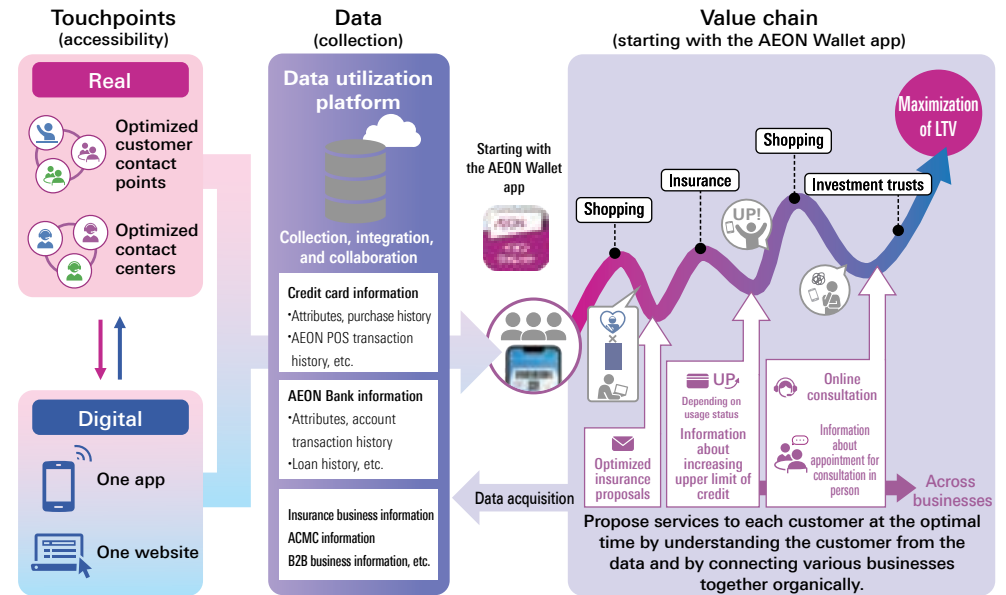 Touchpoints
(accessibility)
Real
Optimized
customer
contact
points
Optimized
contact
centers
Digital
One app
One website
Data
(collection)
Data utilization
platform
Collection, integration,
and collaboration
Credit card information
•Attributes, purchase history
•AEON POS transaction
history, etc.
AEON Bank information
•Attributes, account
transaction history
•Loan history, etc.
Insurance business information
ACMC information
B2B business information, etc.
Value chain
(starting with the AEON Wallet app)
Starting with
the AEON Wallet
app
AEON
Shopping
Insurance
Shopping
Investment trusts
Maximization
of LTV
UP!
×
Optimized
insurance
proposals
UP
Depending on
usage status
Information
about
increasing
upper limit of
credit
Online
consultation
Information
about
appointment for
consultation in
person
Across
businesses
Data acquisition
Propose services to each customer at the optimal
time by understanding the customer from the
data and by connecting various businesses
together organically.